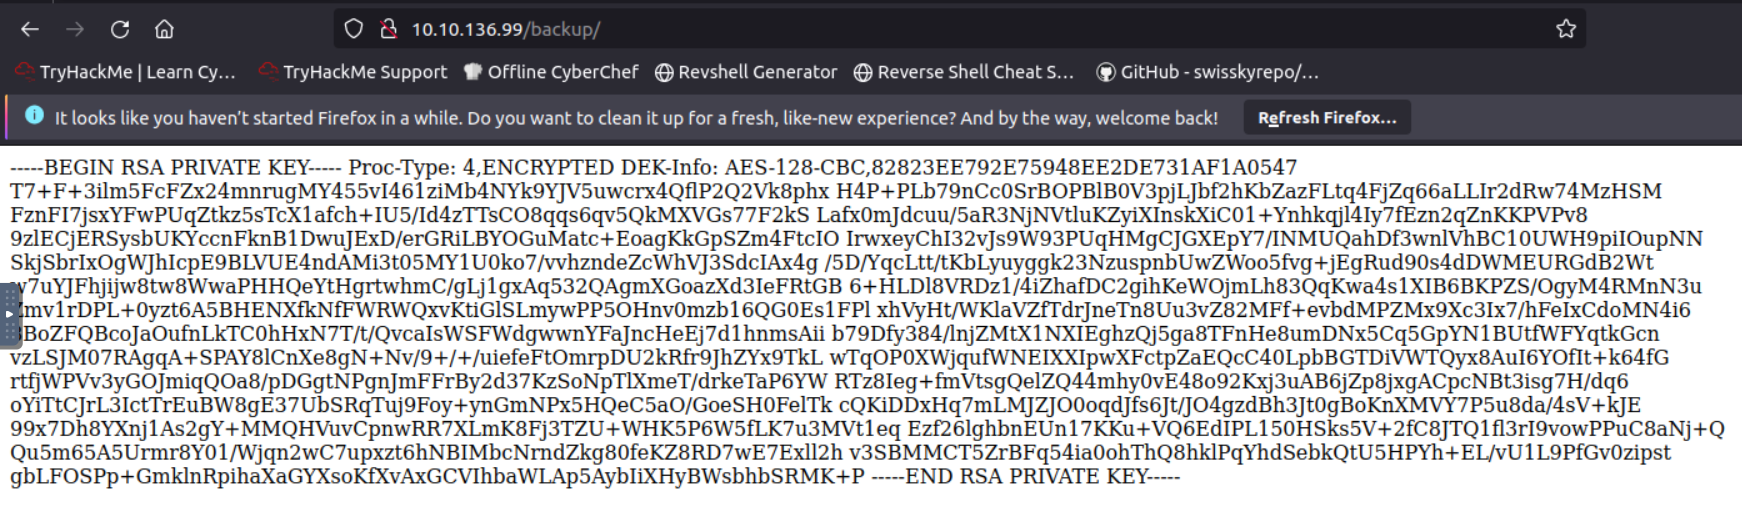 10.10.136.99/backup/
TryHackMe | Learn Cy... TryHackMe Support Offline CyberChef Revshell Generator Reverse Shell Cheat S... GitHub - swisskyrepo/...
It looks like you haven't started Firefox in a while. Do you want to clean it up for a fresh, like-new experience? And by the way, welcome back! Refresh Firefox...
-----BEGIN RSA PRIVATE KEY----- Proc-Type: 4,ENCRYPTED DEK-Info: AES-128-CBC,82823EE792E75948EE2DE731AF1A0547
T7+F+3ilm5FcFZx24mnrugMY455vI461ziMb4NYk9YJV5uwcrx4QflP2Q2Vk8phx H4P+PLb79nCc0SrBOPBlB0V3pjLJbf2hKbZazFLtq4FjZq66aLLIr2dRw74MzHSM
FznFI7jsxYFwPUqZtkz5sTcX1afch+IU5/Id4zTTsCO8qqs6qv5QkMXVGs77F2kS Lafx0mJdcuu/5aR3NjNVtluKZyiXInskXiC01+Ynhkqjl4Iy7fEzn2qZnKKPVPv8
9zlECjERSysbUKYccnFknB1DwuJExD/erGRiLBYOGuMatc+EoagKkGpSZm4FtcIO IrwxeyChI32vJs9W93PUqHMgCJGXEpY7/INMUQahDf3wnlVhBC10UWH9piIOupNN
SkjSbrIxOgWJhIcpE9BLVUE4ndAMi3t05MY1U0ko7/vvhzndeZcWhVJ3SdcIAx4g /5D/YqcLtt/tKbLyuyggk23NzuspnbUwZWoo5fvg+jEgRud90s4dDWMEURGdB2Wt
7uYJFhjijw8tw8WwaPHHQeYtHgrtwhmC/gLj1gxAq532QAgmXGoazXd3IeFRtGB 6+HLDl8VRDz1/4iZhafDC2gihKeWOjmLh83QqKwa4s1XIB6BKPZS/OgyM4RMnN3u
mv1rDPL+0yzt6A5BHENXfkNfFWRWQxvKtiGlSLmywPP5OHnv0mzb16QG0Es1FPl xhVyHt/WKlaVZfTdrJneTn8Uu3vZ82MFf+evbdMPZMx9Xc3Ix7/hFeIxCdoMN4i6
BoZFQBcoJaOufnLkTC0hHxN7T/t/QvcaIsWSFWdgwwnYFaJncHeEj7d1hnmsAii b79Dfy384/lnjZMtX1NXIEghzQj5ga8TFnHe8umDNx5Cq5GpYN1BUtfWFYqtkGcn
vzLSJM07RAgqA+SPAY8lCnXe8gN+Nv/9+/+/uiefeFtOmrpDU2kRfr9JhZYx9TkL wTqOP0XWjqufWNEIXXIpwXFctpZaEQcC40LpbBGTDiVWTQyx8AuI6YOfIt+k64fG
rtfjWPVv3yGOJmiqQOa8/pDGgtNPgnJmFFrBy2d37KzSoNpTlXmeT/drkeTaP6YW RTz8Ieg+fmVtsgQelZQ44mhy0vE48o92Kxj3uAB6jZp8jxgACpcNBt3isg7H/dq6
oYiTtCJrL3IctTrEuBW8gE37UbSRqTuj9Foy+ynGmNPx5HQeC5aO/GoeSH0FelTk cQKiDDxHq7mLMJZJO0oqdJfs6Jt/JO4gzdBh3Jt0gBoKnXMVY7P5u8da/4sV+kJE
99x7Dh8YXnj1As2gY+MMQHVuvCpnwRR7XLmK8Fj3TZU+WHK5P6W5fLK7u3MVt1eq Ezf26lghbnEUn17KKu+VQ6EdIPL150HSks5V+2fC8JTQ1fl3rI9vowPPuC8aNj+Q
Qu5m65A5Urmr8Y01/Wjqn2wC7upxzt6hNBIMbcNrndZkg80feKZ8RD7wE7Exll2h v3SBMMCT5ZrBFq54ia0ohThQ8hklPqYhdSebkQtU5HPYh+EL/vU1L9PfGv0zipst
gbLFOSPp+GmklnRpihaXaGYXsoKfXvAxGCVIhbaWLAp5AybIiXHyBWsbhbSRMK+P -----END RSA PRIVATE KEY-----